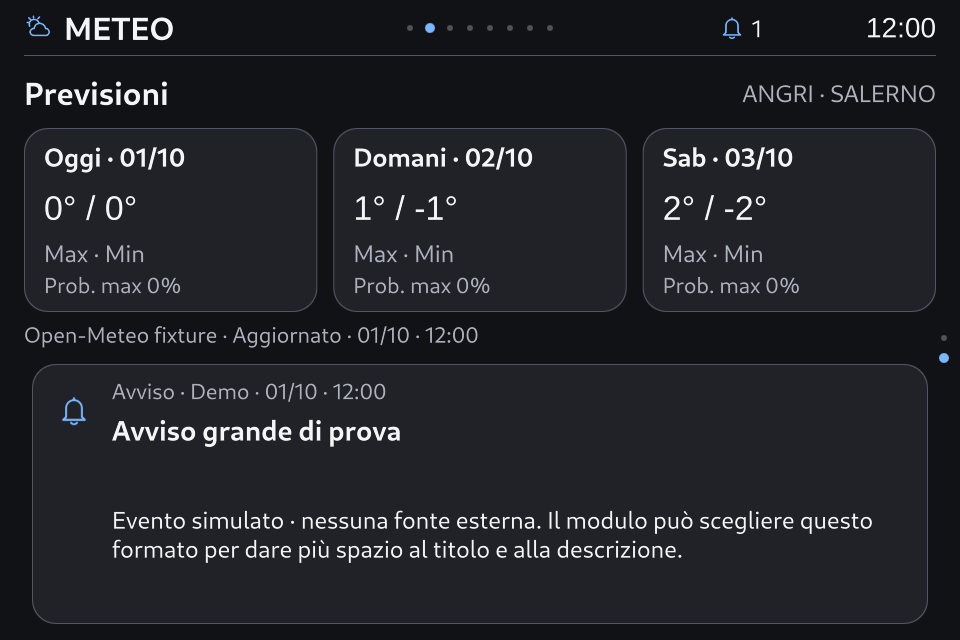 METEO
1
12:00
Previsioni
ANGRI · SALERNO
Oggi · 01/10
0° / 0°
Max · Min
Prob. max 0%
Domani · 02/10
1° / -1°
Max · Min
Prob. max 0%
Sab · 03/10
2° / -2°
Max · Min
Prob. max 0%
Open-Meteo fixture · Aggiornato · 01/10 · 12:00
Avviso · Demo · 01/10 · 12:00
Avviso grande di prova
Evento simulato · nessuna fonte esterna. Il modulo può scegliere questo
formato per dare più spazio al titolo e alla descrizione.